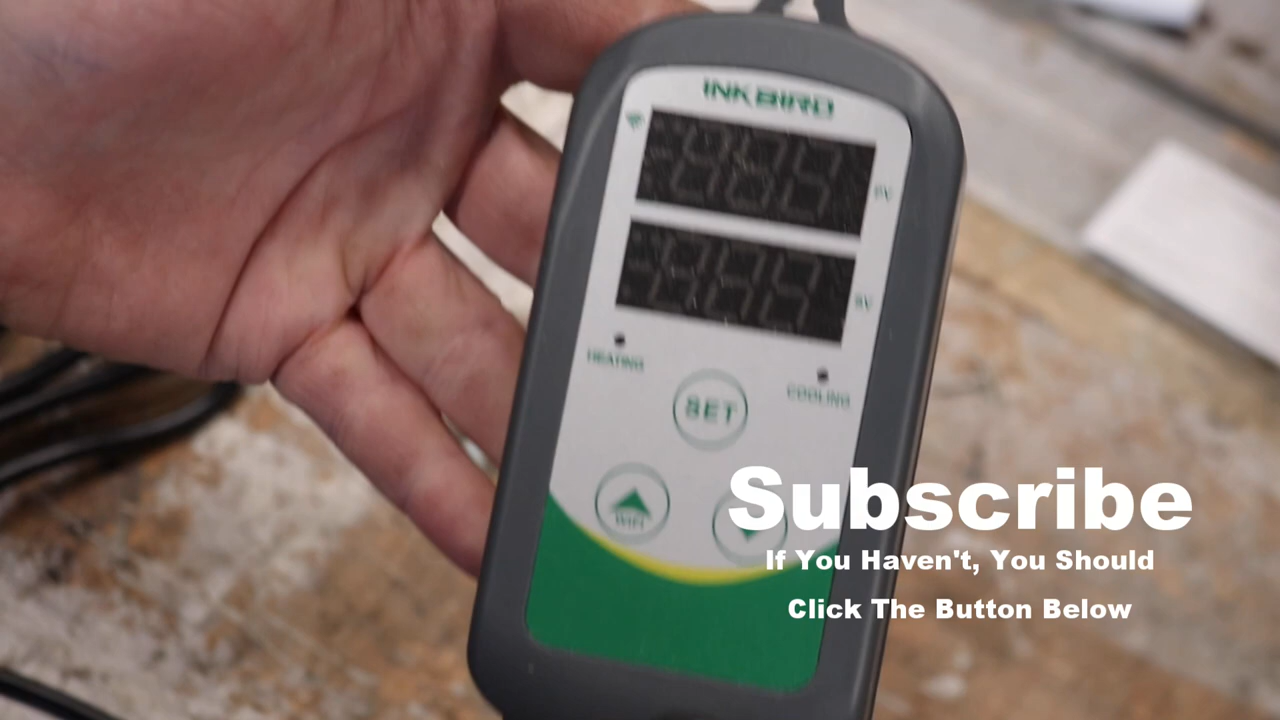 INKBIRD
PV
SV
HEATING
COOLING
SET
WIFI
Subscribe
If You Haven't, You Should
Click The Button Below